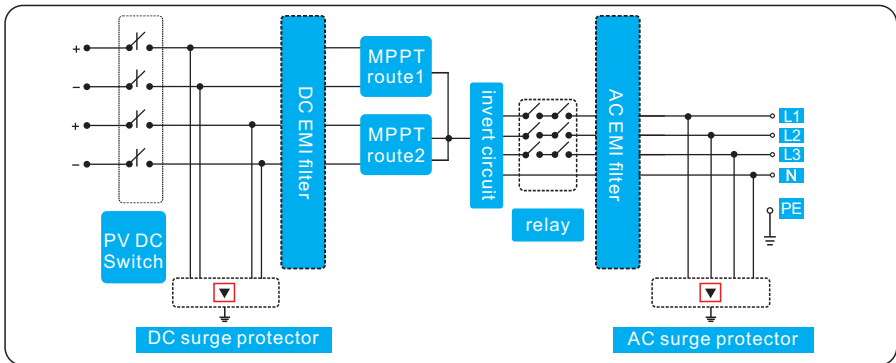 +
−
+
−
PV DC
Switch
DC EMI filter
MPPT
route1
MPPT
route2
invert circuit
relay
AC EMI filter
L1
L2
L3
N
PE
DC surge protector
AC surge protector